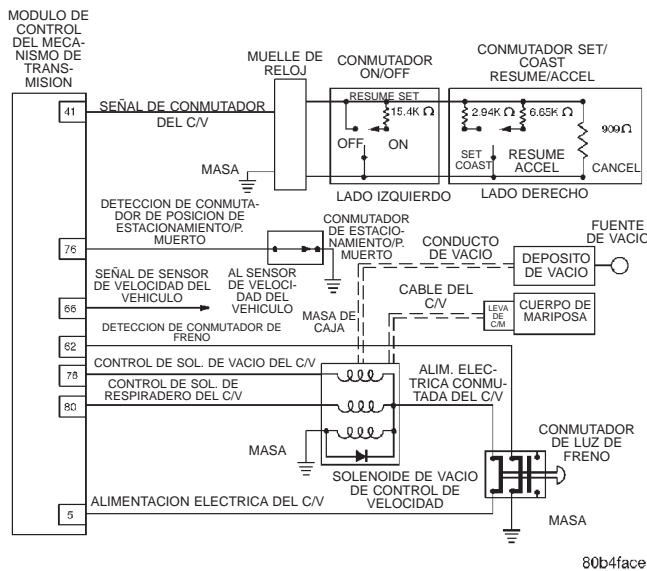 MODULO DE
CONTROL
DEL MECA-
NISMO DE
TRANS-
MISION
MUELLE DE
RELOJ
CONMUTADOR
ON/OFF
CONMUTADOR SET/
COAST
RESUME/ACCEL
41
SEÑAL DE CONMUTADOR
DEL C/V
RESUME SET
15.4K Ω
OFF
ON
2.94K Ω
6.65K Ω
909Ω
SET
COAST
RESUME
ACCEL
CANCEL
MASA
LADO IZQUIERDO
LADO DERECHO
DETECCION DE CONMUTA-
DOR DE POSICION DE
ESTACIONAMIENTO/P.
MUERTO
76
CONMUTADOR
DE ESTACIO-
NAMIENTO/P.
MUERTO
CONDUCTO
DE VACIO
FUENTE
DE VACIO
DEPOSITO
DE VACIO
SEÑAL DE SENSOR
DE VELOCIDAD DEL
VEHICULO
66
AL SENSOR
DE VELOCI-
DAD DEL
VEHICULO
MASA DE
CAJA
CABLE DEL
C/V
LEVA
DE
C/M
CUERPO DE
MARIPOSA
62
DETECCION DE CONMUTADOR DE
FRENO
78
CONTROL DE SOL. DE VACIO DEL C/V
80
CONTROL DE SOL. DE
RESPIRADERO DEL C/V
ALIM. ELEC-
TRICA CONMU-
TADA DEL C/V
CONMUTADOR
DE LUZ DE
FRENO
MASA
SOLENOIDE DE VACIO
DE CONTROL DE
VELOCIDAD
5
ALIMENTACION ELECTRICA DEL C/V
MASA
80b4face